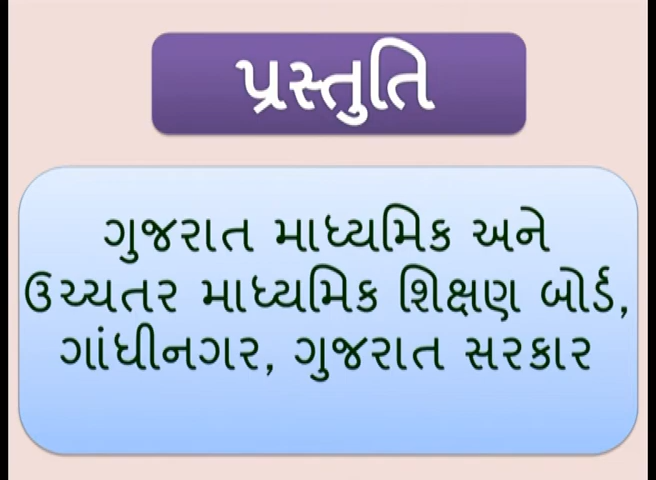 પ્રસ્તુતિ
ગુજરાત માધ્યમિક અને
ઉચ્ચતર માધ્યમિક શિક્ષણ બોર્ડ,
ગાંધીનગર, ગુજરાત સરકાર